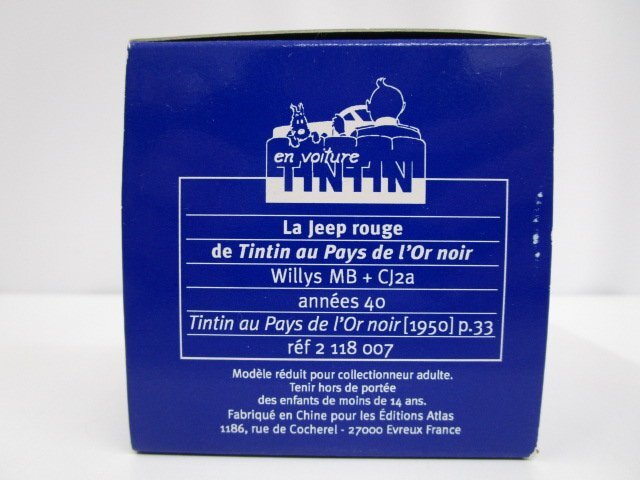 en voiture
TINTIN
La Jeep rouge
de Tintin au Pays de l'Or noir
Willys MB + CJ2a
années 40
Tintin au Pays de l'Or noir [1950] p.33
réf 2 118 007
Modèle réduit pour collectionneur adulte.
Tenir hors de portée
des enfants de moins de 14 ans.
Fabriqué en Chine pour les Éditions Atlas
1186, rue de Cocherel - 27000 Evreux France